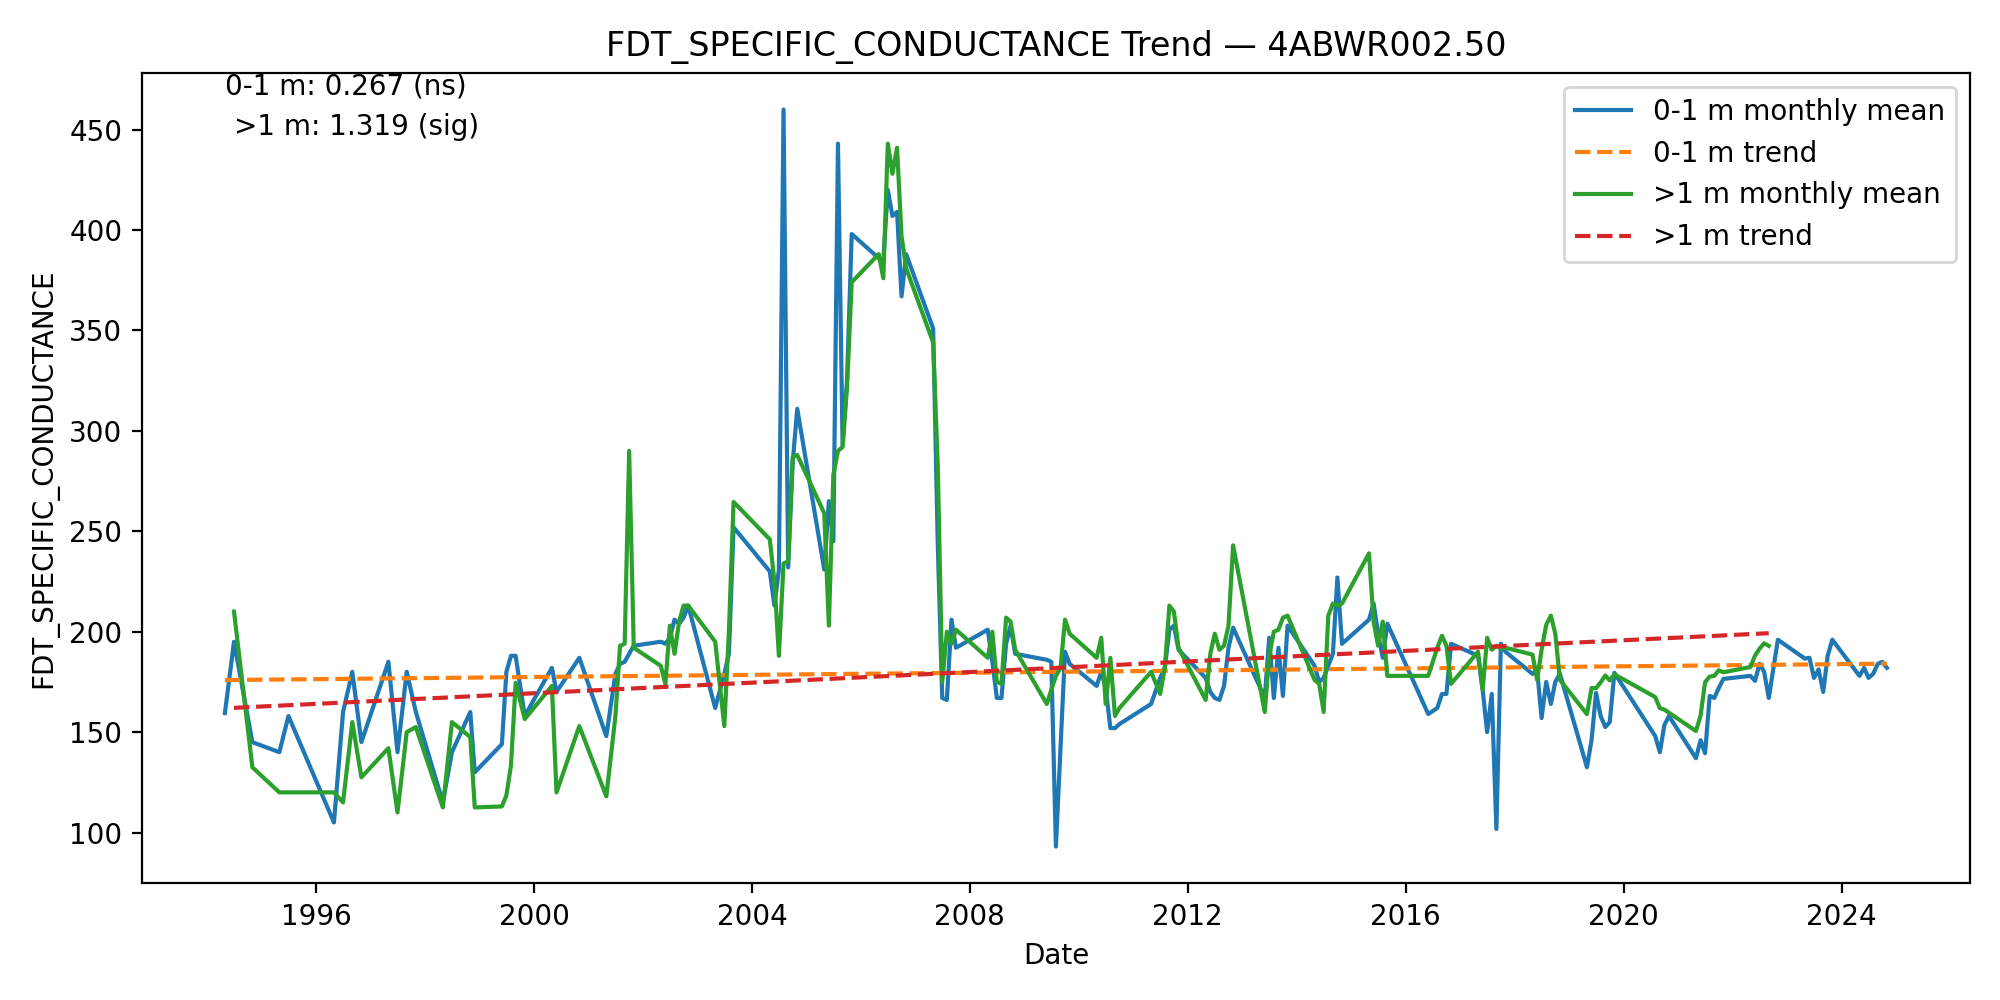 FDT_SPECIFIC_CONDUCTANCE Trend — 4ABWR002.50
0-1 m: 0.267 (ns)
>1 m: 1.319 (sig)
0-1 m monthly mean
0-1 m trend
>1 m monthly mean
>1 m trend
FDT_SPECIFIC_CONDUCTANCE
450
400
350
300
250
200
150
100
1996 2000 2004 2008 2012 2016 2020 2024
Date